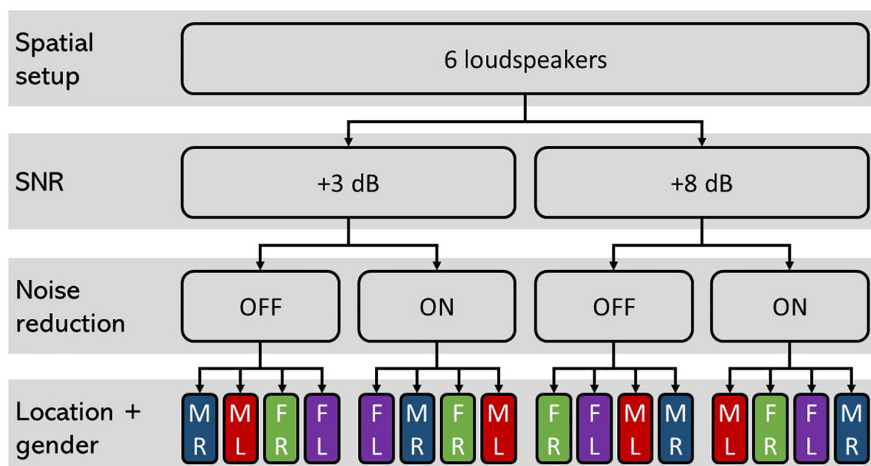 Spatial
setup
6 loudspeakers
SNR
+3 dB
+8 dB
Noise
reduction
OFF
ON
OFF
ON
Location +
gender
M M F F F M F M F F M M M F F M
R L R L L R R L R L L R L R L R